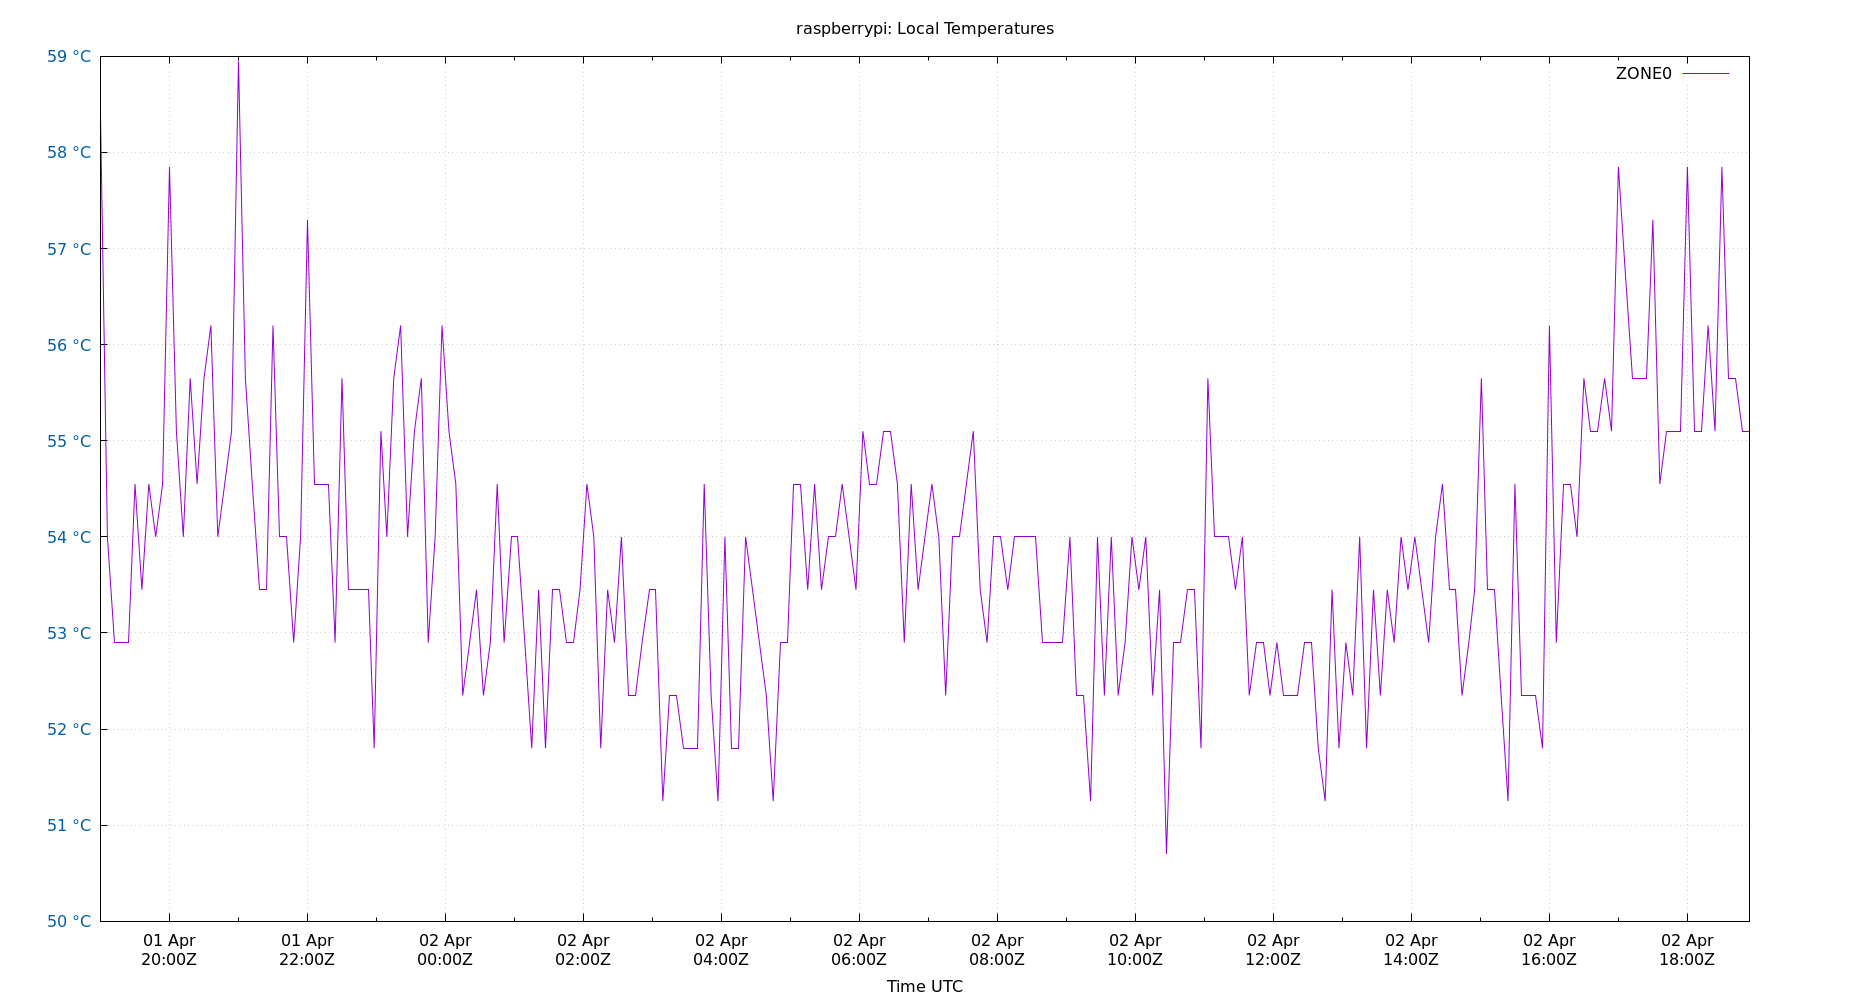 raspberrypi: Local Temperatures
ZONE0
59 °C
58 °C
57 °C
56 °C
55 °C
54 °C
53 °C
52 °C
51 °C
50 °C
01 Apr 01 Apr 02 Apr 02 Apr 02 Apr 02 Apr 02 Apr 02 Apr 02 Apr 02 Apr 02 Apr 02 Apr
20:00Z 22:00Z 00:00Z 02:00Z 04:00Z 06:00Z 08:00Z 10:00Z 12:00Z 14:00Z 16:00Z 18:00Z
Time UTC